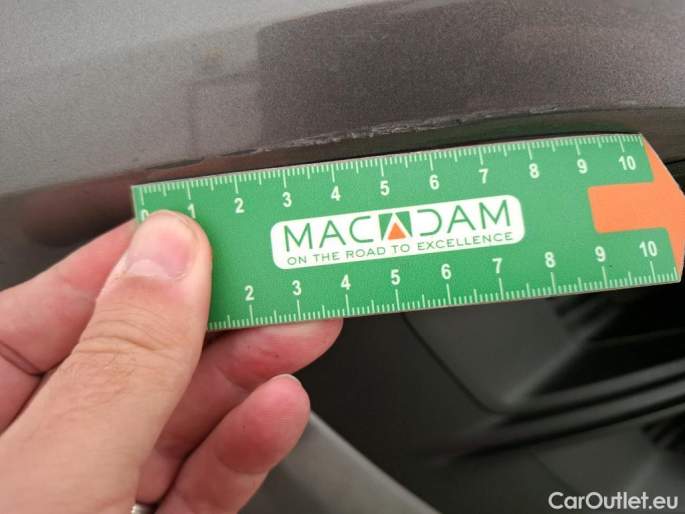 0 1 2 3 4 5 6 7 8 9 10
MACADAM
ON THE ROAD TO EXCELLENCE
2 3 4 5 6 7 8 9 10
CarOutlet.eu